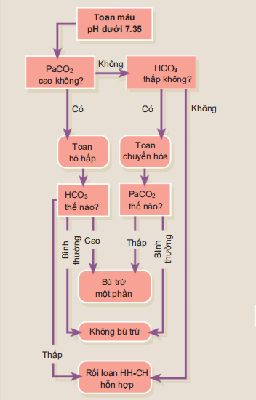 Toan máu
pH dưới 7.35
PaCO₂
cao không?
Không
HCO₃
thấp không?
Có
Có
Không
Toan
hô hấp
Toan
chuyển hóa
HCO₃
thế nào?
PaCO₂
thế nào?
Bình
thường
Cao
Thấp
Bình
thường
Bù trừ
một phần
Không bù trừ
Thấp
Rối loạn HH-CH
hỗn hợp